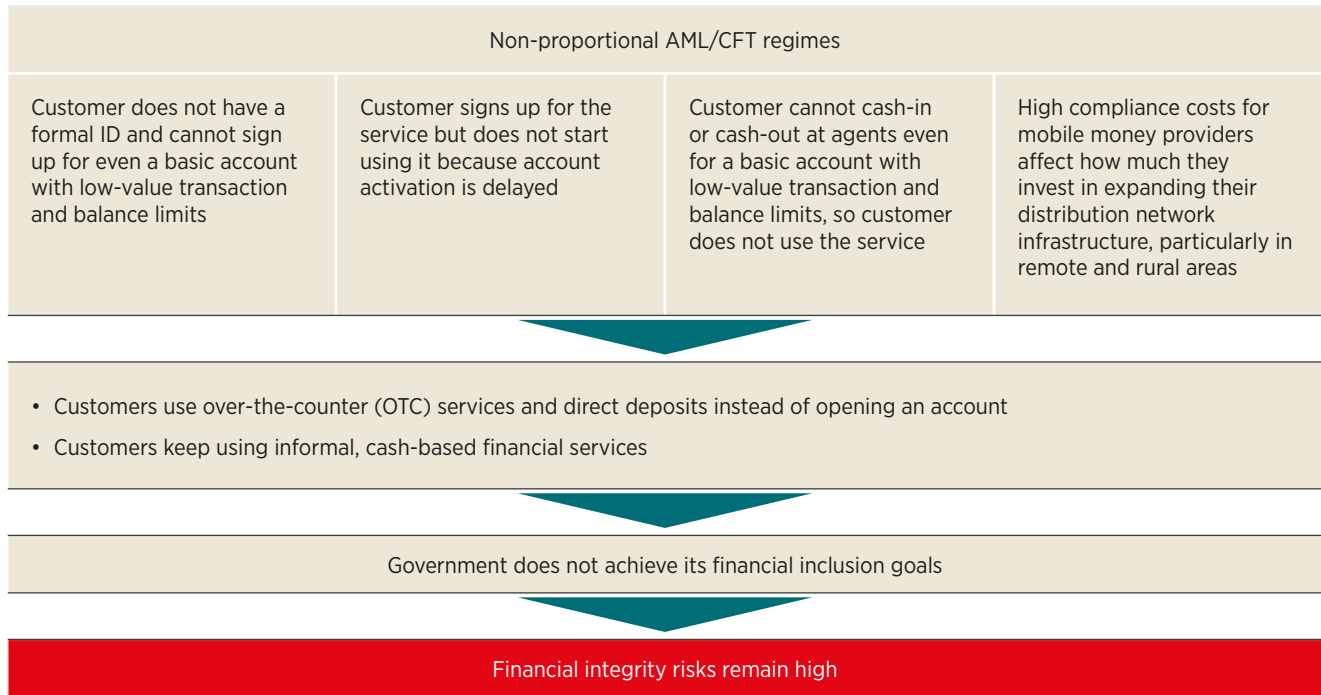 Non-proportional AML/CFT regimes
Customer does not have a
formal ID and cannot sign
up for even a basic account
with low-value transaction
and balance limits
Customer signs up for the
service but does not start
using it because account
activation is delayed
Customer cannot cash-in
or cash-out at agents even
for a basic account with
low-value transaction and
balance limits, so customer
does not use the service
High compliance costs for
mobile money providers
affect how much they
invest in expanding their
distribution network
infrastructure, particularly in
remote and rural areas
• Customers use over-the-counter (OTC) services and direct deposits instead of opening an account
• Customers keep using informal, cash-based financial services
Government does not achieve its financial inclusion goals
Financial integrity risks remain high